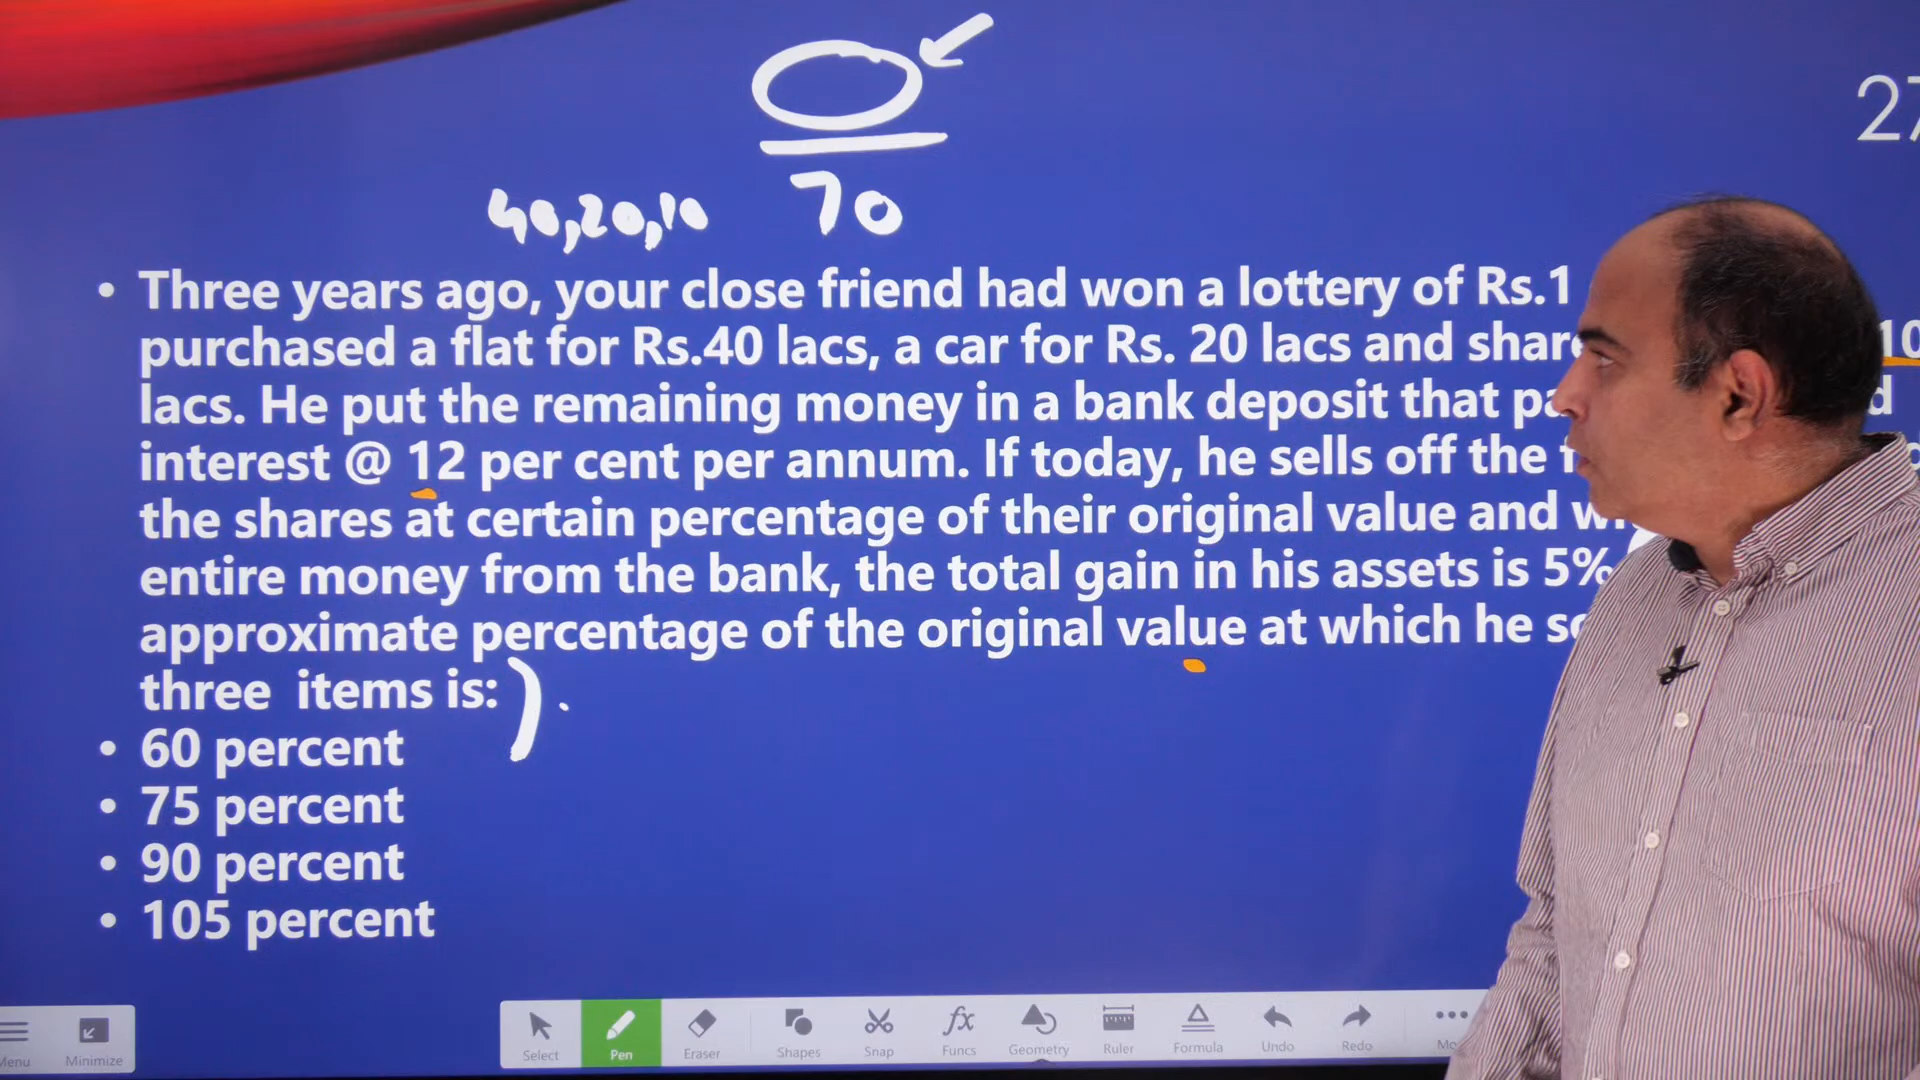 27
70
40,20,10
• Three years ago, your close friend had won a lottery of Rs.1
purchased a flat for Rs.40 lacs, a car for Rs. 20 lacs and 10
lacs. He put the remaining money in a bank deposit that
interest @ 12 per cent per annum. If today, he sells off the
the shares at certain percentage of their original value and
entire money from the bank, the total gain in his assets is 5%
approximate percentage of the original value at which he
three items is: ) .
• 60 percent
• 75 percent
• 90 percent
• 105 percent
Menu Minimize Select Pen Eraser Shapes Snap Funcs Geometry Ruler Formula Undo Redo